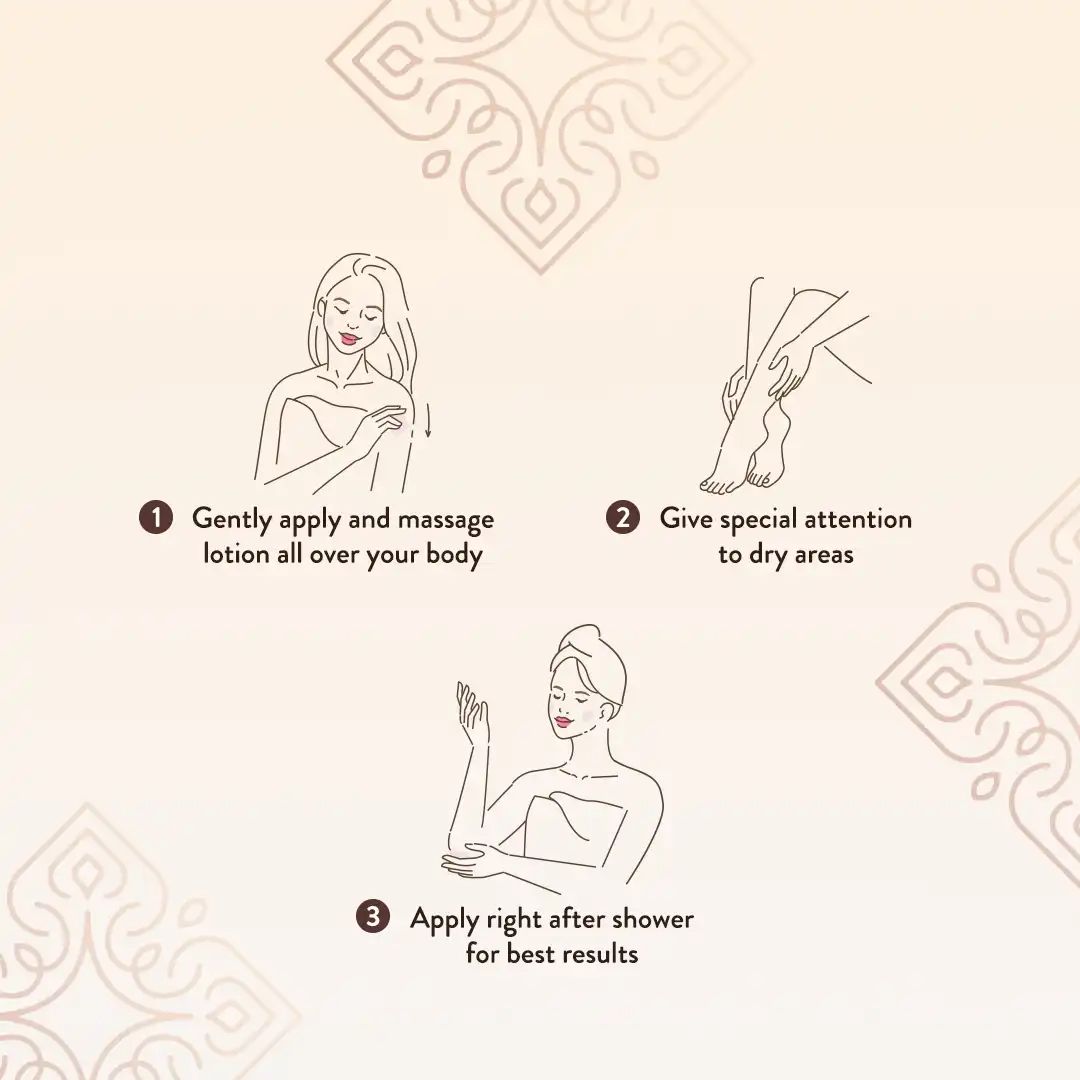 1 Gently apply and massage
lotion all over your body
2 Give special attention
to dry areas
3 Apply right after shower
for best results